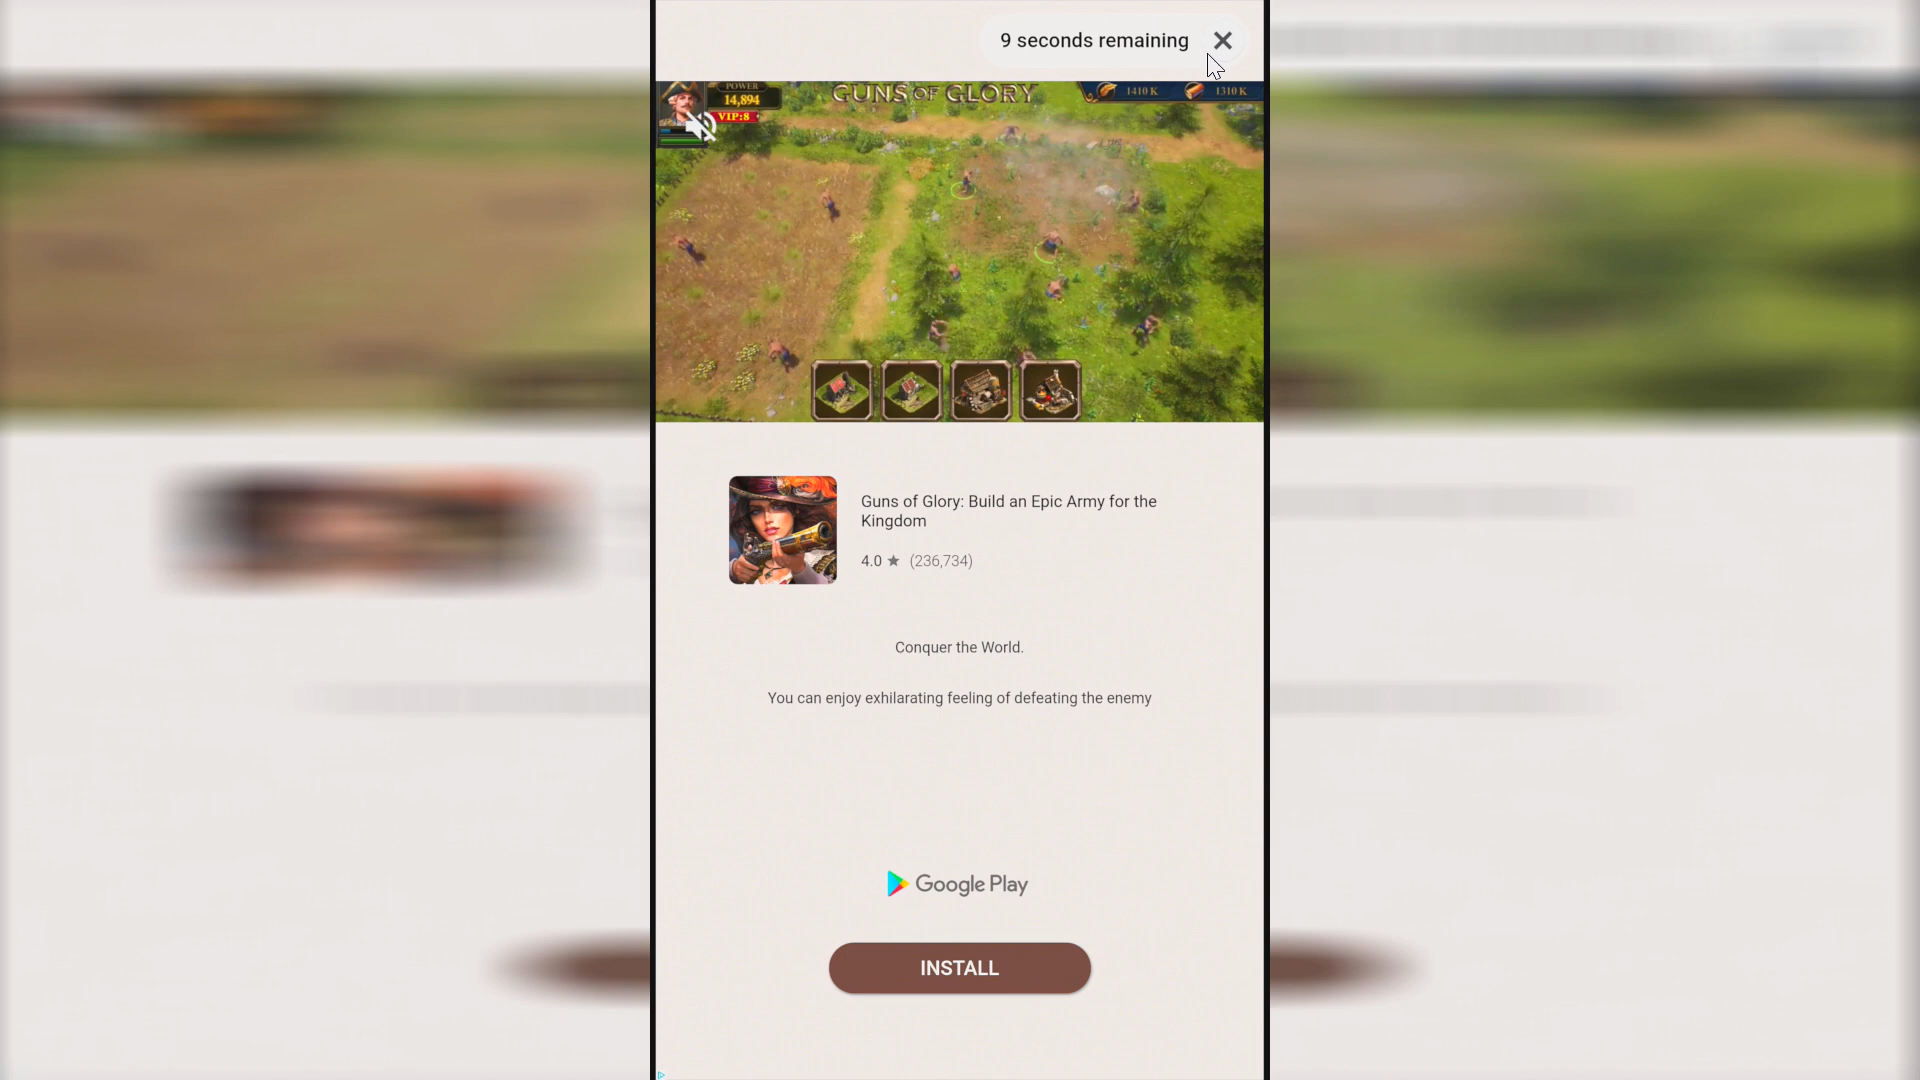 9 seconds remaining
POWER
14,894
VIP:8
GUNS OF GLORY
1410 K
1310 K
Guns of Glory: Build an Epic Army for the
Kingdom
4.0 ★ (236,734)
Conquer the World.
You can enjoy exhilarating feeling of defeating the enemy
Google Play
INSTALL